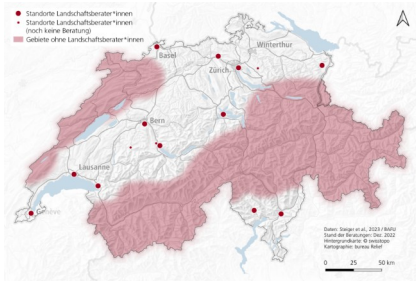 Standorte Landschaftsberater*innen
Standorte Landschaftsberater*innen
(noch keine Beratung)
Gebiete ohne Landschaftsberater*innen
Basel
Winterthur
Zürich
Bern
Lausanne
Genève
Daten: Steiger et al., 2023 / BAFU
Stand der Beratungen: Dez. 2022
Hintergrundkarte: © swisstopo
Kartographie: bureau Relief
0 25 50 km